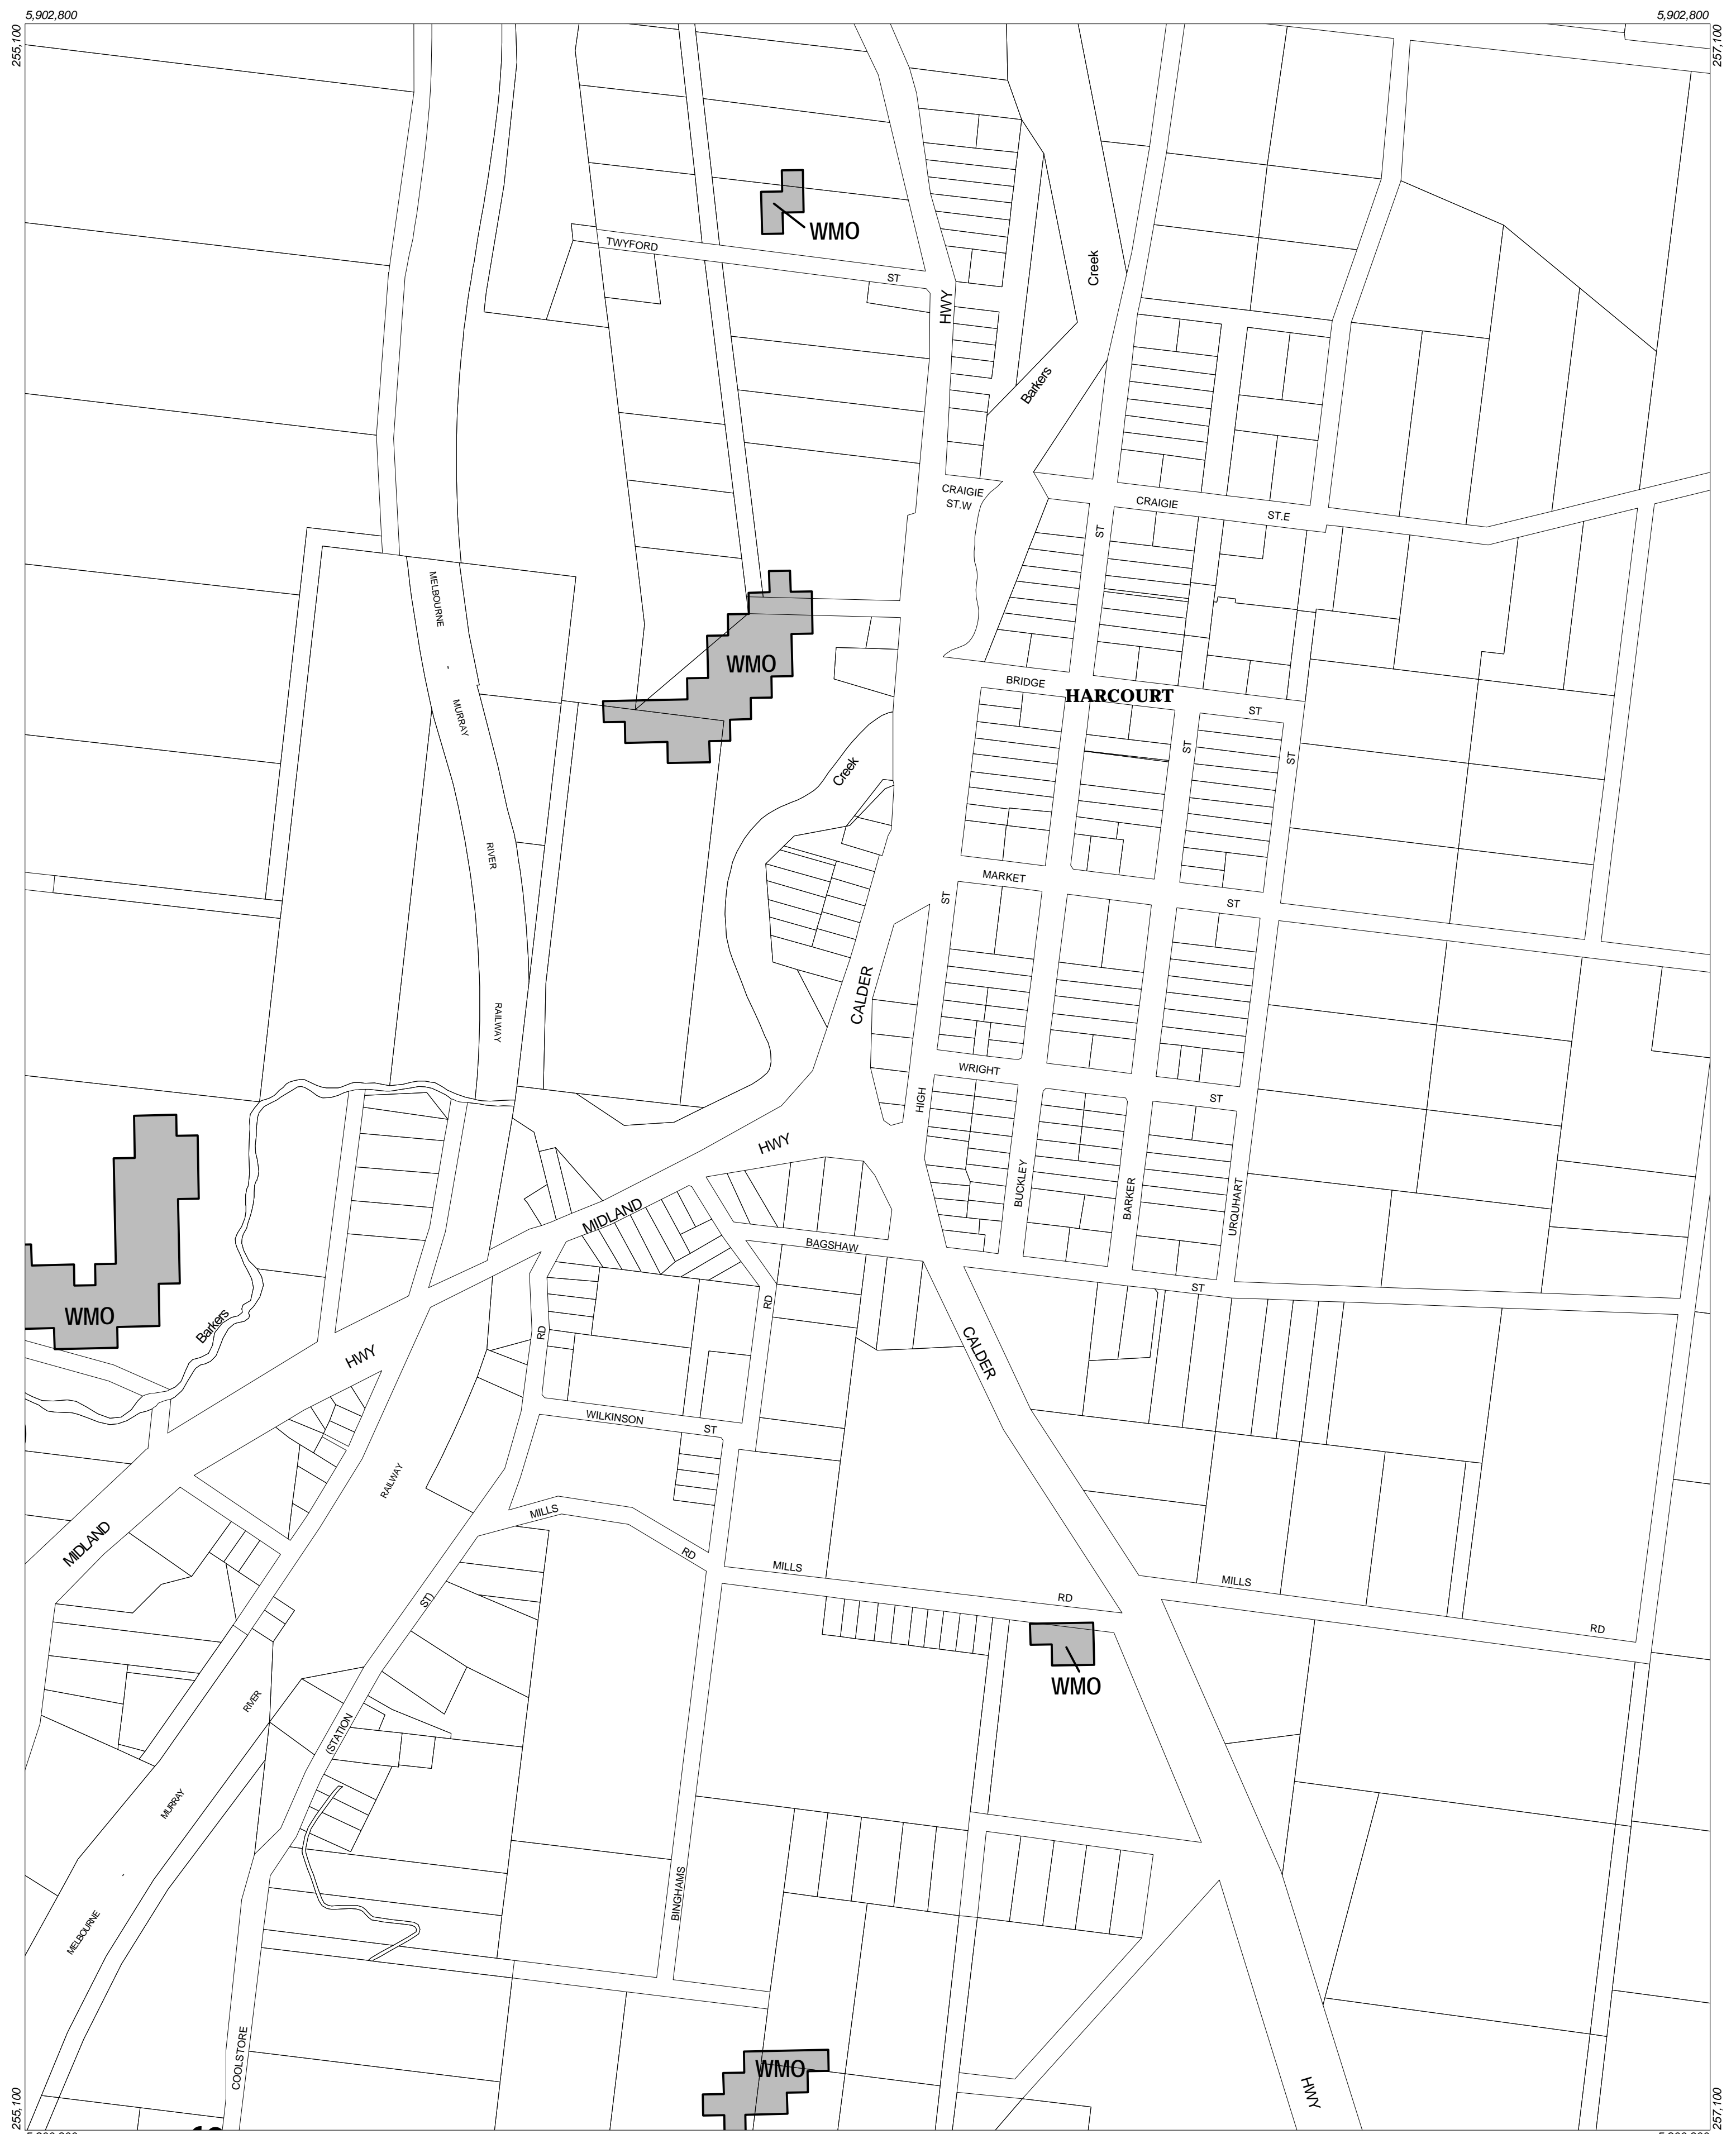 5,902,800
5,902,800
255,100
257,100
WMO
TWYFORD
ST
HWY
Creek
Barkers
CRAIGIE
ST.W
CRAIGIE
ST.E
ST
MELBOURNE
-
MURRAY
RIVER
RAILWAY
WMO
BRIDGE
HARCOURT
ST
ST
ST
Creek
MARKET
ST
ST
CALDER
WRIGHT
ST
HIGH
HWY
BUCKLEY
BARKER
URQUHART
MIDLAND
BAGSHAW
ST
WMO
Barkers
RD
RD
HWY
CALDER
WILKINSON
ST
RAILWAY
MILLS
RD
MIDLAND
MILLS
RD
MILLS
RD
ST)
WMO
RIVER
(STATION
MURRAY
-
MELBOURNE
BINGHAMS
COOLSTORE
WMO
HWY
255,100
257,100